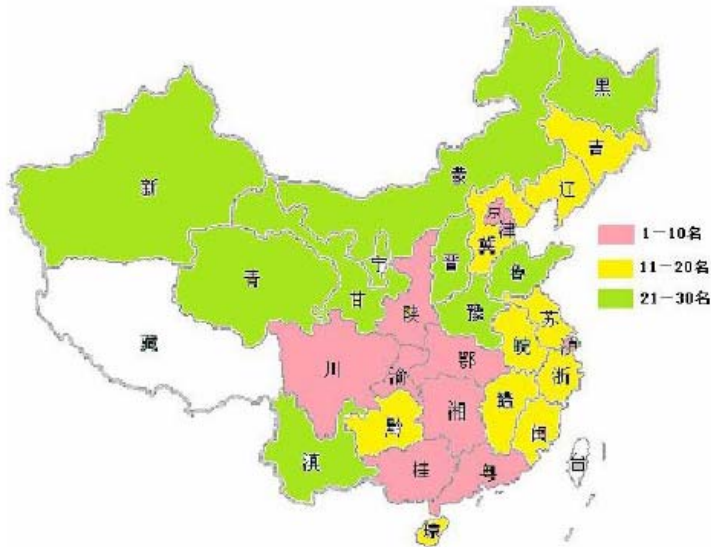 黑
吉
辽
新
蒙
京
津
冀
1－10名
11－20名
21－30名
宁
晋
鲁
青
甘
陕
豫
苏
藏
皖
沪
川
渝
鄂
浙
湘
赣
黔
闽
滇
桂
粤
台
琼